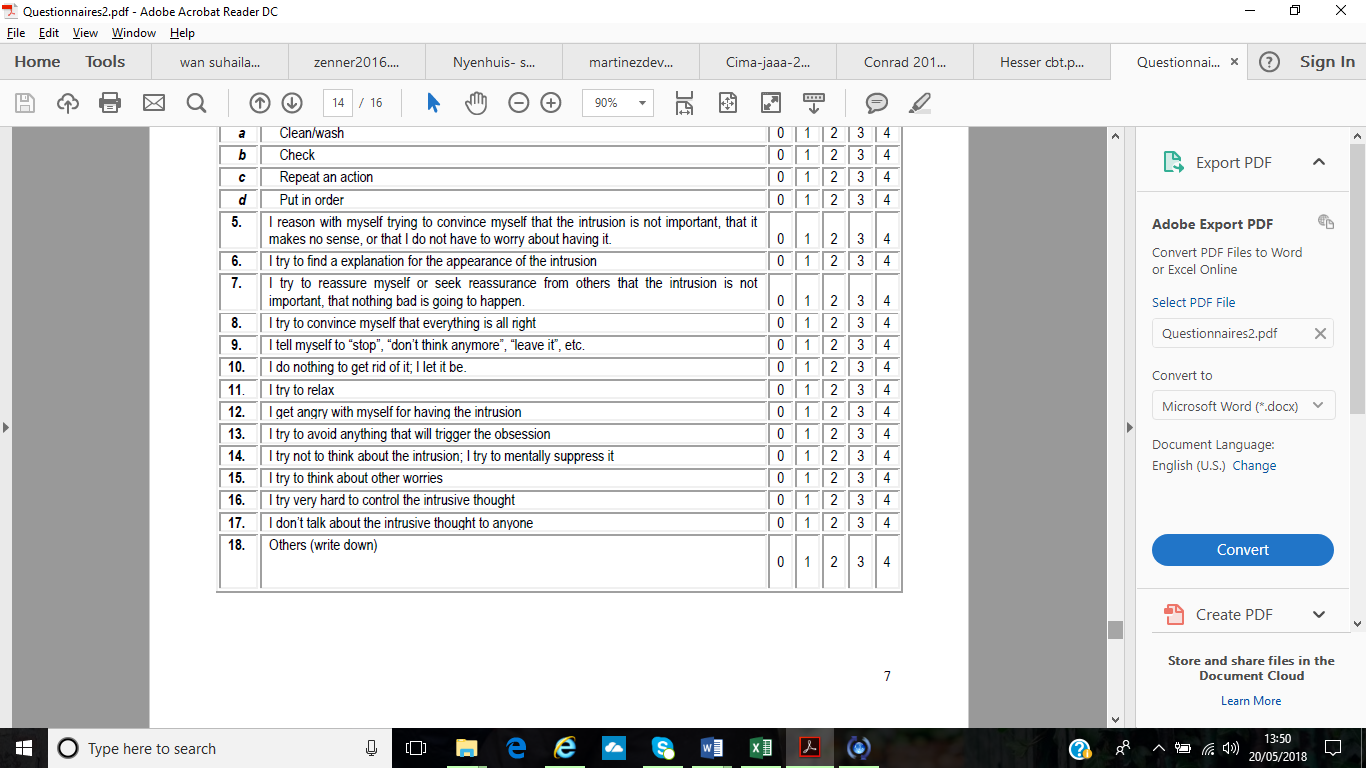 Questionnaires2.pdf - Adobe Acrobat Reader DC
File Edit View Window Help
Home Tools wan suhaila... zenner2016.... Nyenhuis- s... martinezdev... Cima-jaaa-2... Conrad 201... Hesser cbt.p... Questionnai... × ? Sign In
14 / 16 90%
a Clean/wash 0 1 2 3 4
b Check 0 1 2 3 4
c Repeat an action 0 1 2 3 4
d Put in order 0 1 2 3 4
5. I reason with myself trying to convince myself that the intrusion is not important, that it
makes no sense, or that I do not have to worry about having it. 0 1 2 3 4
6. I try to find a explanation for the appearance of the intrusion 0 1 2 3 4
7. I try to reassure myself or seek reassurance from others that the intrusion is not
important, that nothing bad is going to happen. 0 1 2 3 4
8. I try to convince myself that everything is all right 0 1 2 3 4
9. I tell myself to “stop”, “don’t think anymore”, “leave it”, etc. 0 1 2 3 4
10. I do nothing to get rid of it; I let it be. 0 1 2 3 4
11. I try to relax 0 1 2 3 4
12. I get angry with myself for having the intrusion 0 1 2 3 4
13. I try to avoid anything that will trigger the obsession 0 1 2 3 4
14. I try not to think about the intrusion; I try to mentally suppress it 0 1 2 3 4
15. I try to think about other worries 0 1 2 3 4
16. I try very hard to control the intrusive thought 0 1 2 3 4
17. I don’t talk about the intrusive thought to anyone 0 1 2 3 4
18. Others (write down) 0 1 2 3 4
7
Export PDF
Adobe Export PDF
Convert PDF Files to Word
or Excel Online
Select PDF File
Questionnaires2.pdf
Convert to
Microsoft Word (*.docx)
Document Language:
English (U.S.) Change
Convert
Create PDF
Store and share files in the
Document Cloud
Learn More
Type here to search
13:50
20/05/2018